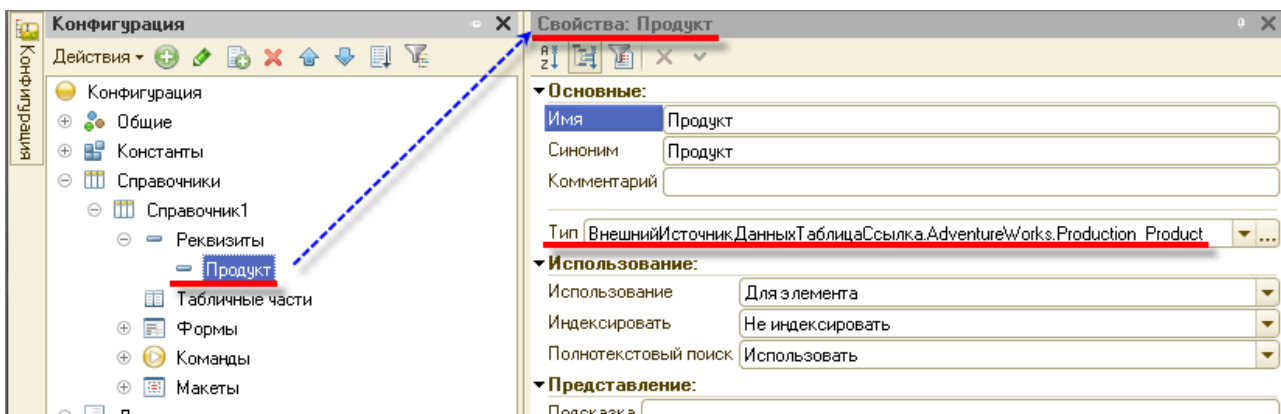 Конфигурация
Конфигурация
Действия
Конфигурация
Общие
Константы
Справочники
Справочник1
Реквизиты
Продукт
Табличные части
Формы
Команды
Макеты
Свойства: Продукт
Основные:
Имя Продукт
Синоним Продукт
Комментарий
Тип ВнешнийИсточникДанныхТаблицаСсылка.AdventureWorks.Production_Product
Использование:
Использование Для элемента
Индексировать Не индексировать
Полнотекстовый поиск Использовать
Представление:
Подсказка